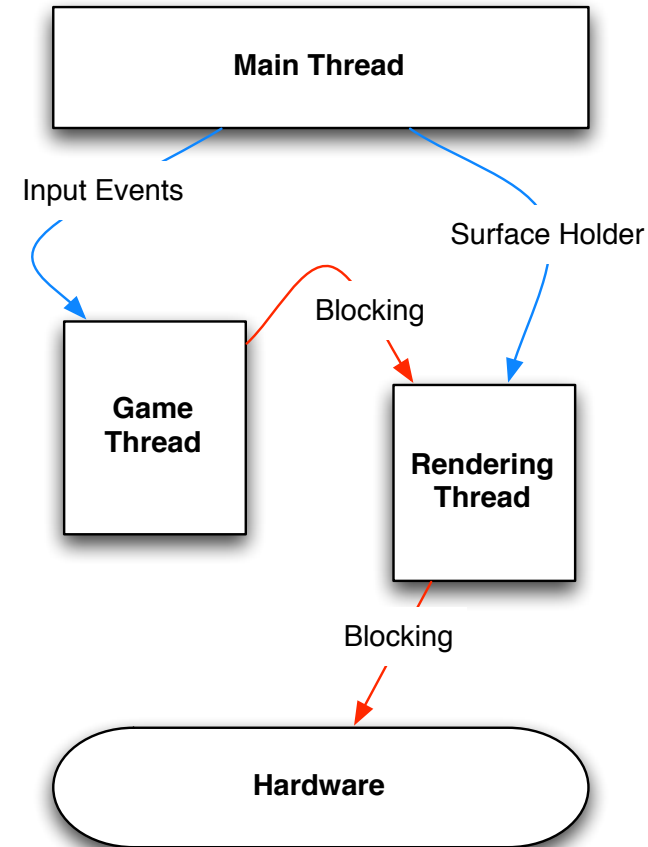 Main Thread
Input Events
Surface Holder
Blocking
Game
Thread
Rendering
Thread
Blocking
Hardware